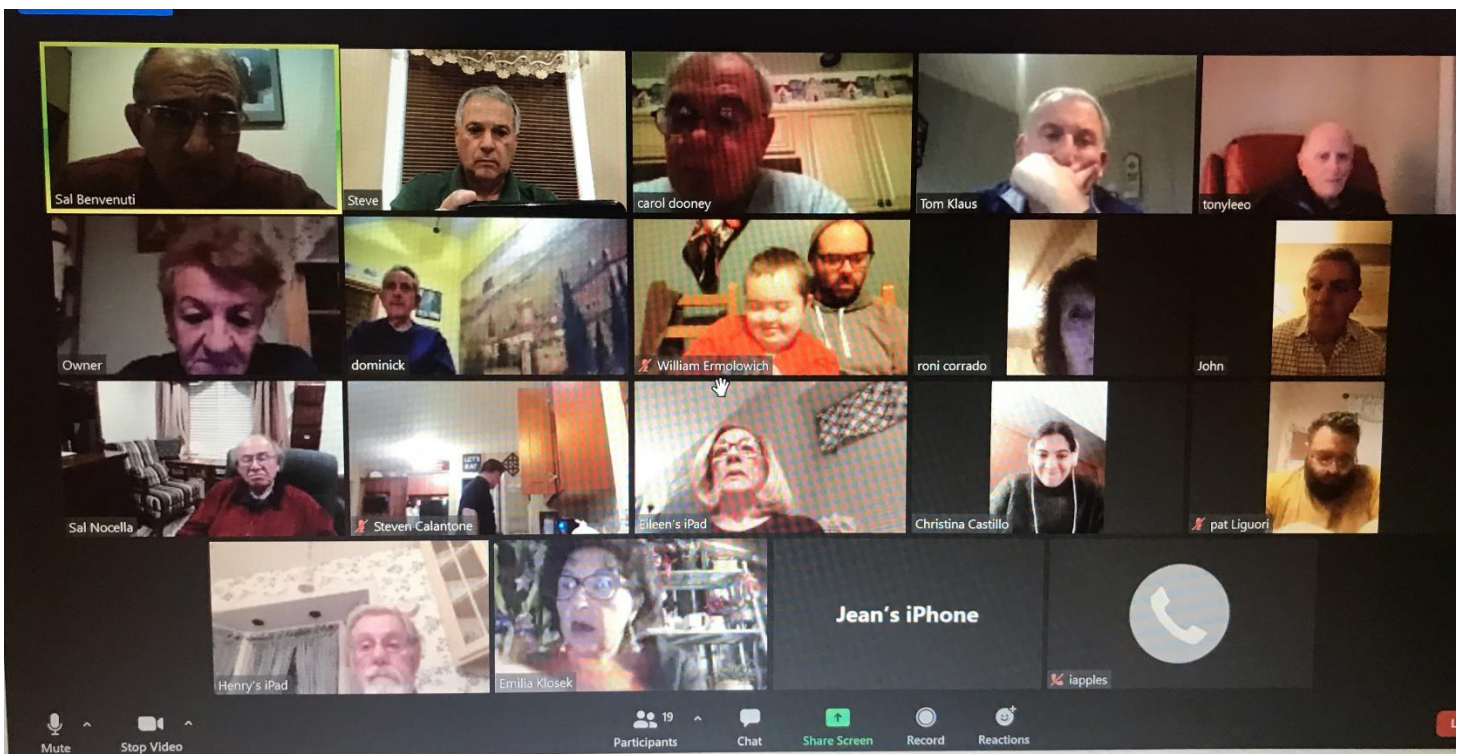 Sal Benvenuti
Steve
carol dooney
Tom Klaus
tonyleeo
Owner
dominick
William Ermolowich
roni corrado
John
Sal Nocella
LET'S
EAT
Steven Calantone
Eileen's iPad
Christina Castillo
pat Liguori
Henry's iPad
Emilia Klosek
Jean's iPhone
iapples
Mute
Stop Video
19
Participants
Chat
Share Screen
Record
Reactions